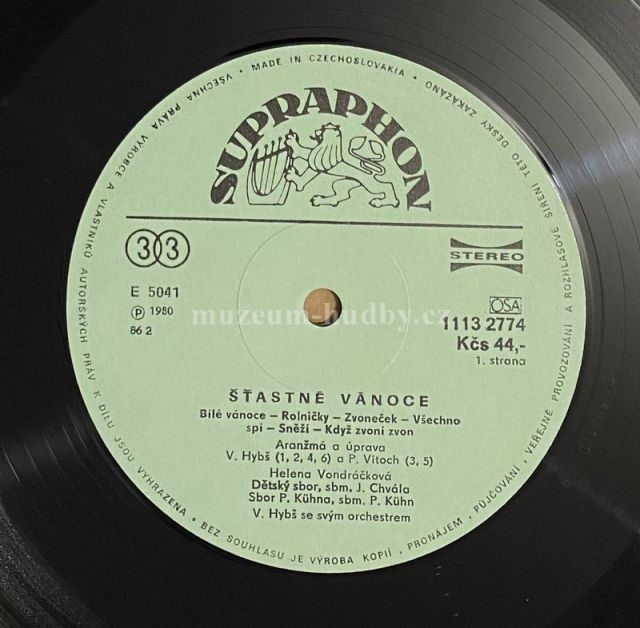 • MADE IN CZECHOSLOVAKIA • VŠECHNA PRÁVA VÝROBCE A VLASTNÍKŮ AUTORSKÝCH PRÁV K DÍLU JSOU VYHRAZENA • BEZ SOUHLASU JE VÝROBA KOPIÍ, PRONÁJEM, PŮJČOVÁNÍ, VEŘEJNÉ PROVOZOVÁNÍ A ROZHLASOVÉ ŠÍŘENÍ TÉTO DESKY ZAKÁZÁNO
SUPRAPHON
33
STEREO
E 5041
Ⓟ 1980
86 2
OSA
1113 2774
Kčs 44,-
1. strana
muzeum-hudby.cz
ŠŤASTNÉ VÁNOCE
Bílé vánoce – Rolničky – Zvoneček – Všechno
spí – Sněží – Když zvoní zvon
Aranžmá a úprava
V. Hybš (1, 2, 4, 6) a P. Vitoch (3, 5)
Helena Vondráčková
Dětský sbor, sbm. J. Chvála
Sbor P. Kühna, sbm. P. Kühn
V. Hybš se svým orchestrem